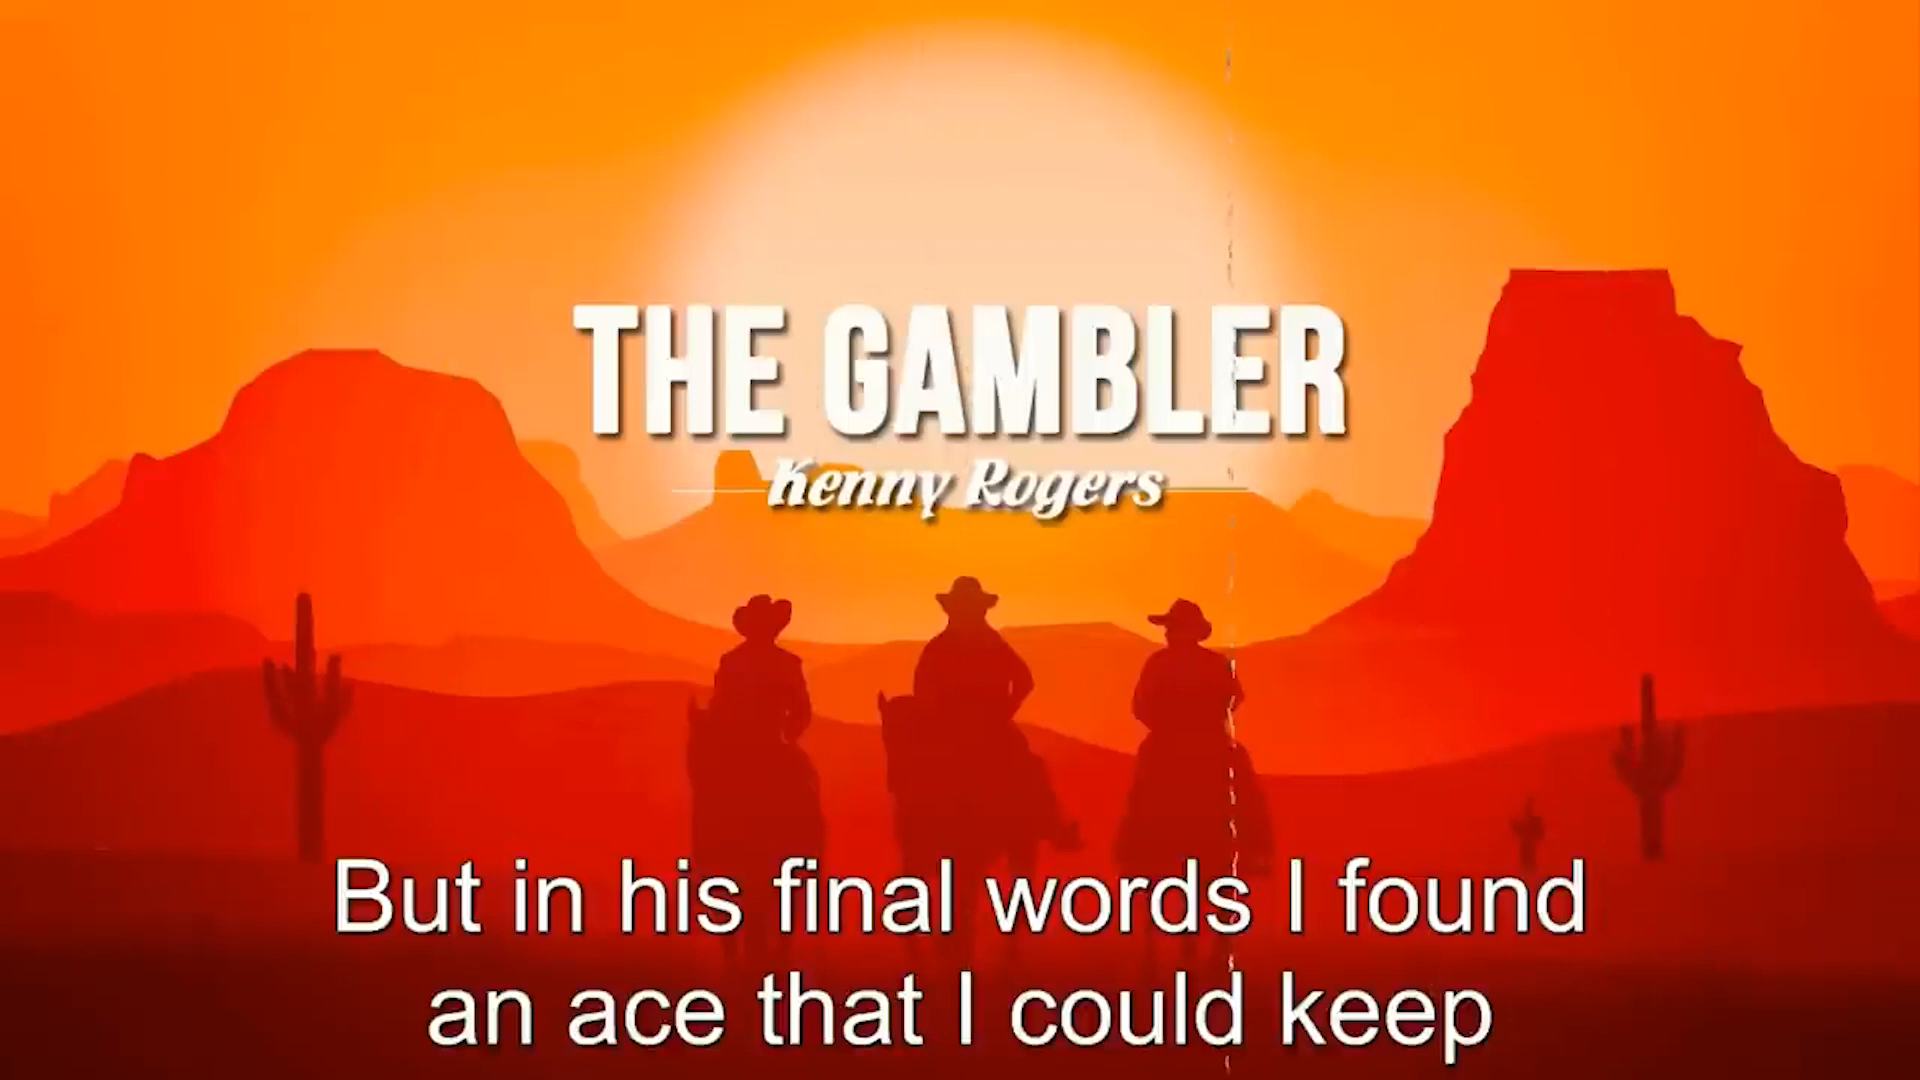 THE GAMBLER
Kenny Rogers
But in his final words I found
an ace that I could keep